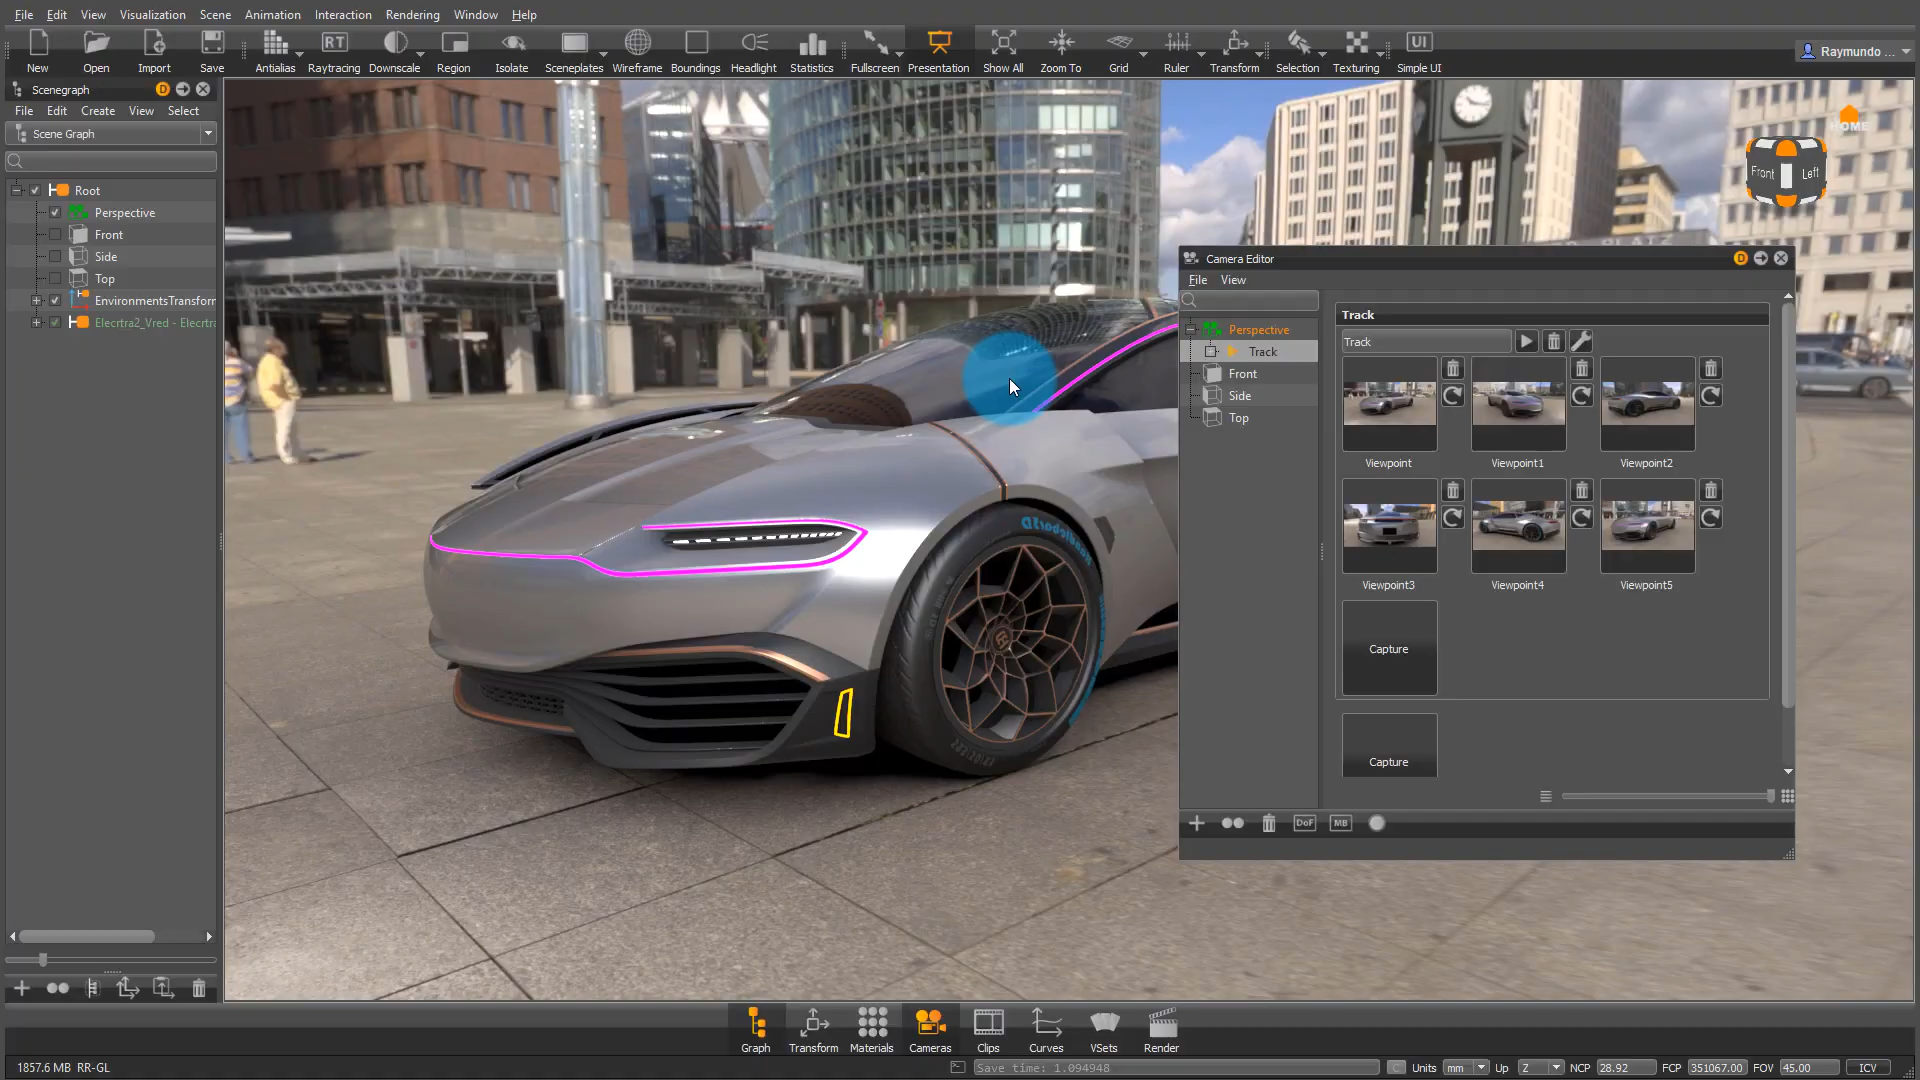 File Edit View Visualization Scene Animation Interaction Rendering Window Help
RT
UI
New Open Import Save Antialias Raytracing Downscale Region Isolate Sceneplates Wireframe Boundings Headlight Statistics Fullscreen Presentation Show All Zoom To Grid Ruler Transform Selection Texturing Simple UI
Raymundo ...
Scenegraph D
File Edit Create View Select
Scene Graph
Root
Perspective
Front
Side
Top
EnvironmentsTransform
Elecrtra2_Vred - Elecrtra
HOME
Front Left
Camera Editor D
File View
Perspective
Track
Front
Side
Top
Track
Track
Viewpoint Viewpoint1 Viewpoint2
Viewpoint3 Viewpoint4 Viewpoint5
Capture
Capture
DoF MB
Graph Transform Materials Cameras Clips Curves VSets Render
1857.6 MB RR-GL
Save time: 1.094948
C Units mm Up Z NCP 28.92 FCP 351067.00 FOV 45.00 ICV